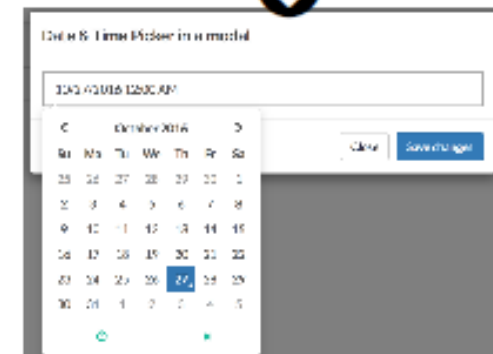 Date & Time Picker in a modal
10/27/2016 12:00 AM
October 2016
Su Mo Tu We Th Fr Sa
25 26 27 28 29 30 1
2 3 4 5 6 7 8
9 10 11 12 13 14 15
16 17 18 19 20 21 22
23 24 25 26 27 28 29
30 31 1 2 3 4 5
Close
Save changes